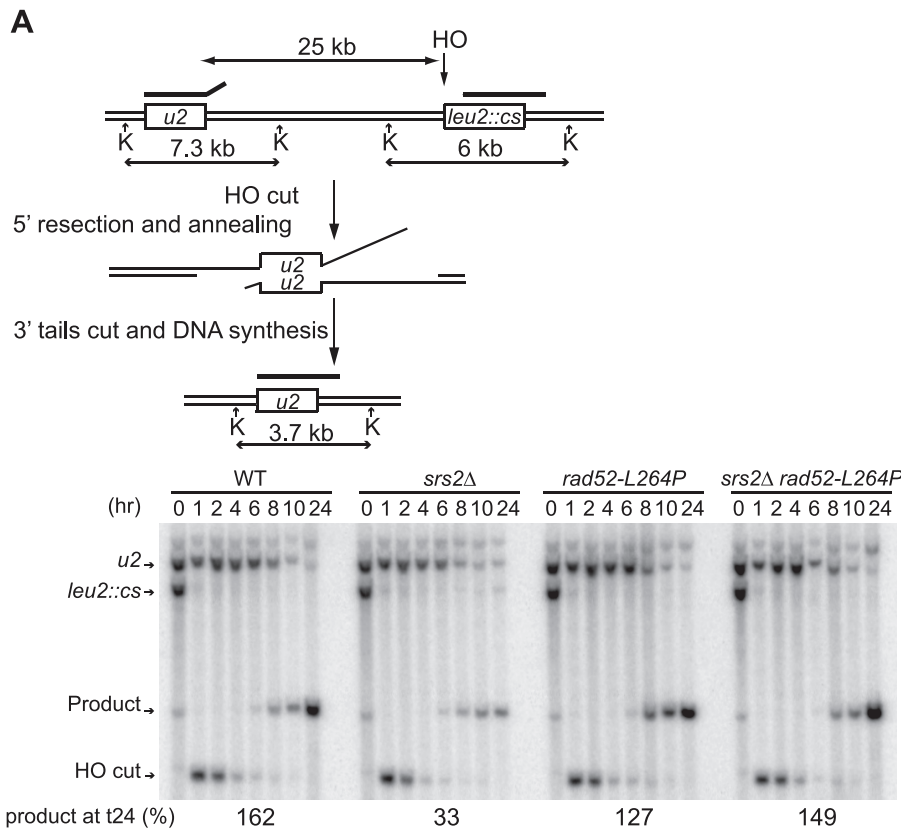 A
25 kb
HO
u2
leu2::cs
K
K
K
K
7.3 kb
6 kb
HO cut
5’ resection and annealing
u2
u2
3’ tails cut and DNA synthesis
u2
K
K
3.7 kb
WT
srs2Δ
rad52-L264P
srs2Δ rad52-L264P
(hr) 0 1 2 4 6 8 10 24 0 1 2 4 6 8 10 24 0 1 2 4 6 8 10 24 0 1 2 4 6 8 10 24
u2
leu2::cs
Product
HO cut
product at t24 (%) 162 33 127 149